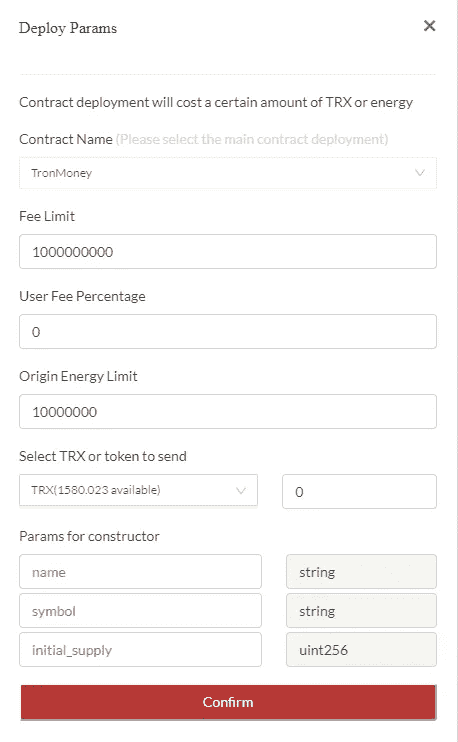 Deploy Params
Contract deployment will cost a certain amount of TRX or energy
Contract Name (Please select the main contract deployment)
TronMoney
Fee Limit
1000000000
User Fee Percentage
0
Origin Energy Limit
10000000
Select TRX or token to send
TRX(1580.023 available) 0
Params for constructor
name string
symbol string
initial_supply uint256
Confirm